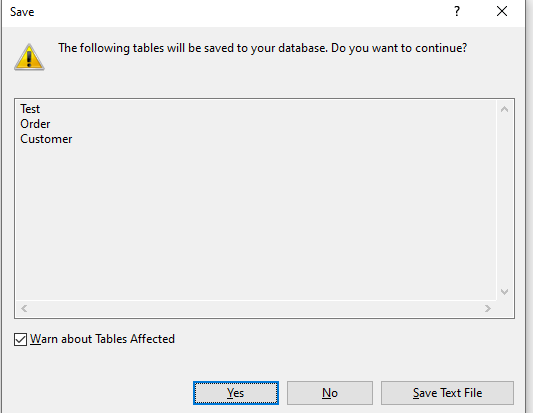 Save
?
The following tables will be saved to your database. Do you want to continue?
Test
Order
Customer
Warn about Tables Affected
Yes
No
Save Text File